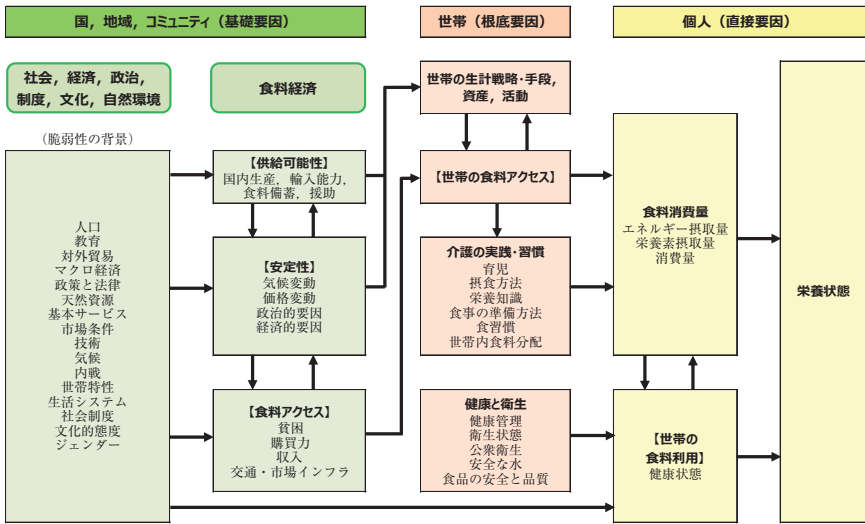 国，地域，コミュニティ（基礎要因）
世帯（根底要因）
個人（直接要因）
社会，経済，政治，
制度，文化，自然環境
食料経済
世帯の生計戦略・手段，
資産，活動
（脆弱性の背景）
人口
教育
対外貿易
マクロ経済
政策と法律
天然資源
基本サービス
市場条件
技術
気候
内戦
世帯特性
生活システム
社会制度
文化的態度
ジェンダー
【供給可能性】
国内生産，輸入能力，
食料備蓄，援助
【安定性】
気候変動
価格変動
政治的要因
経済的要因
【食料アクセス】
貧困
購買力
収入
交通・市場インフラ
【世帯の食料アクセス】
介護の実践・習慣
育児
摂食方法
栄養知識
食事の準備方法
食習慣
世帯内食料分配
健康と衛生
健康管理
衛生状態
公衆衛生
安全な水
食品の安全と品質
食料消費量
エネルギー摂取量
栄養素摂取量
消費量
【世帯の
食料利用】
健康状態
栄養状態